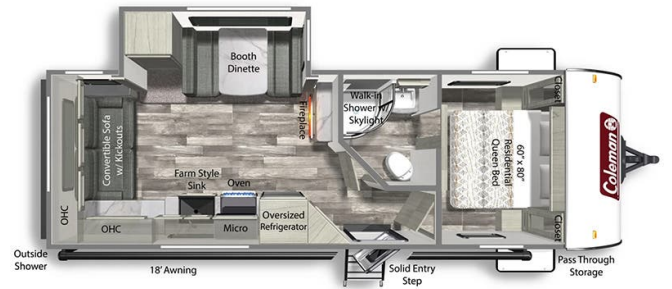 Booth
Dinette
Walk-in
Shower w/
Skylight
Closet
Convertible Sofa
w/ Kickouts
Fireplace
60" x 80"
Residential
Queen Bed
Coleman
Farm Style
Sink
Oven
OHC
OHC
Micro
Oversized
Refrigerator
Closet
Outside
Shower
18' Awning
Solid Entry
Step
Pass Through
Storage